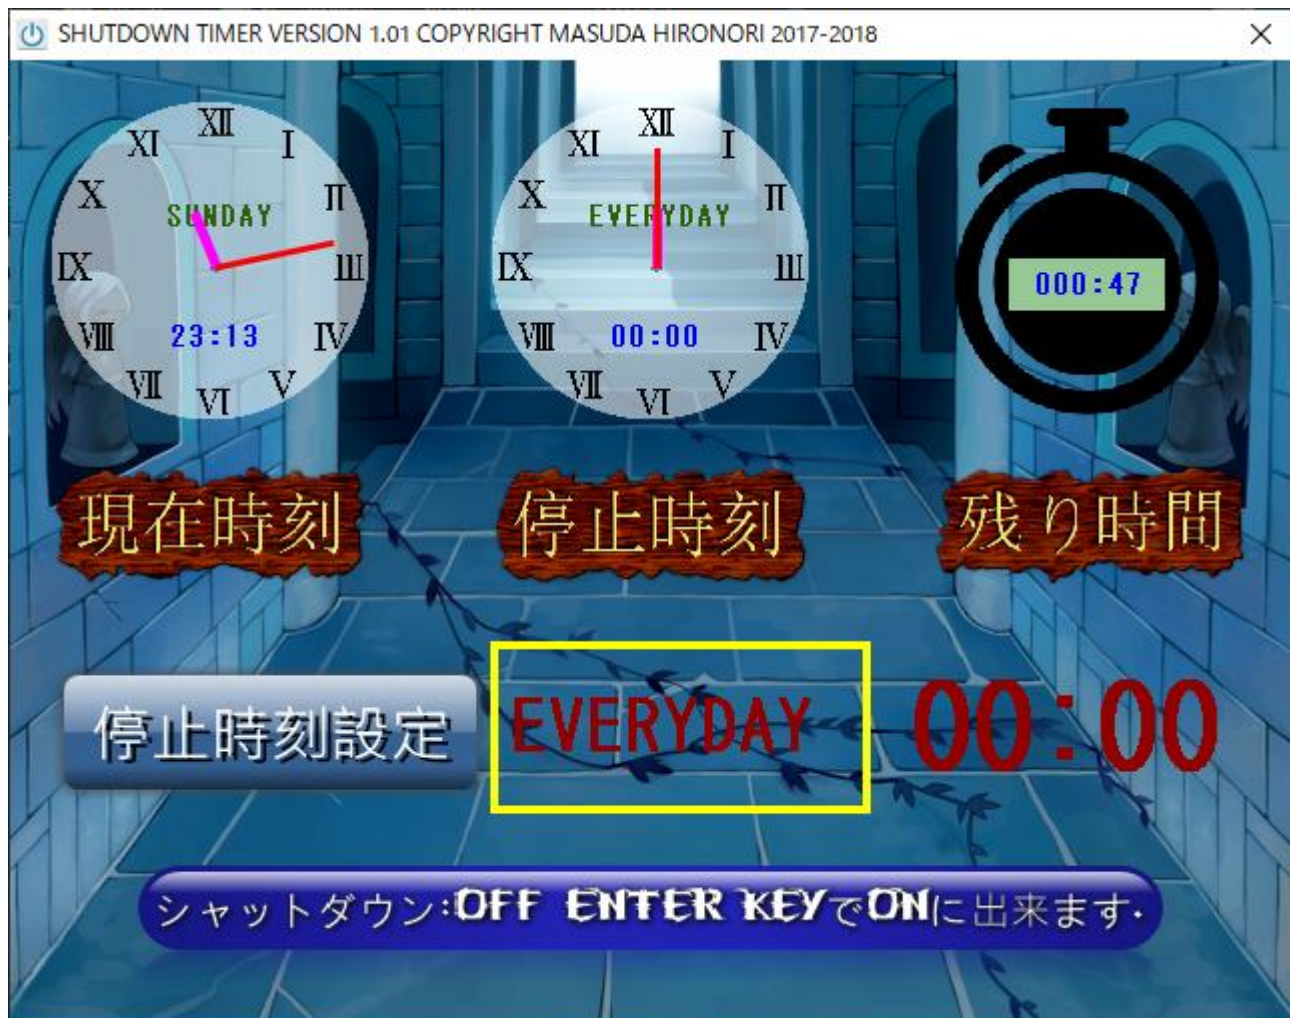 SHUTDOWN TIMER VERSION 1.01 COPYRIGHT MASUDA HIRONORI 2017-2018
XII
XI I
X II
SUNDAY
IX III
VIII 23:13 IV
VII V
VI
XII
XI I
X II
EVERYDAY
IX III
VIII 00:00 IV
VII V
VI
000:47
現在時刻
停止時刻
残り時間
停止時刻設定
EVERYDAY
00:00
シャットダウン:OFF ENTER KEYでONに出来ます.